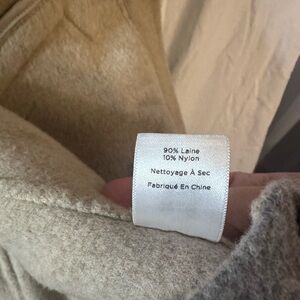 90% Laine
10% Nylon
Nettoyage À Sec
Fabriqué En Chine